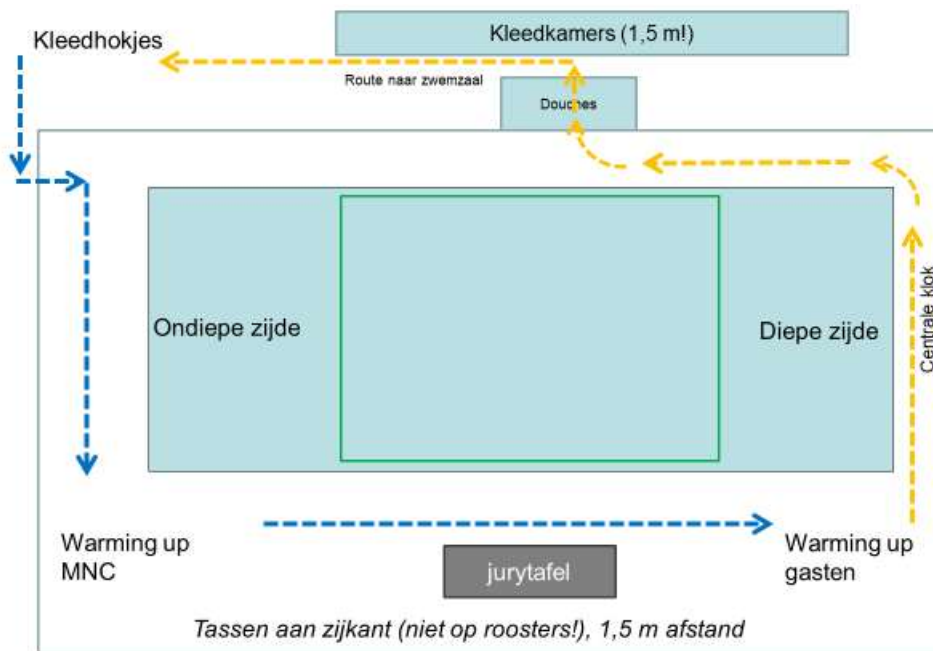 Kleedkamers (1,5 m!)
Kleedhokjes
Route naar zwemzaal
Douches
Ondiepe zijde
Diepe zijde
Centrale klok
Warming up
MNC
Warming up
gasten
jurytafel
Tassen aan zijkant (niet op roosters!), 1,5 m afstand